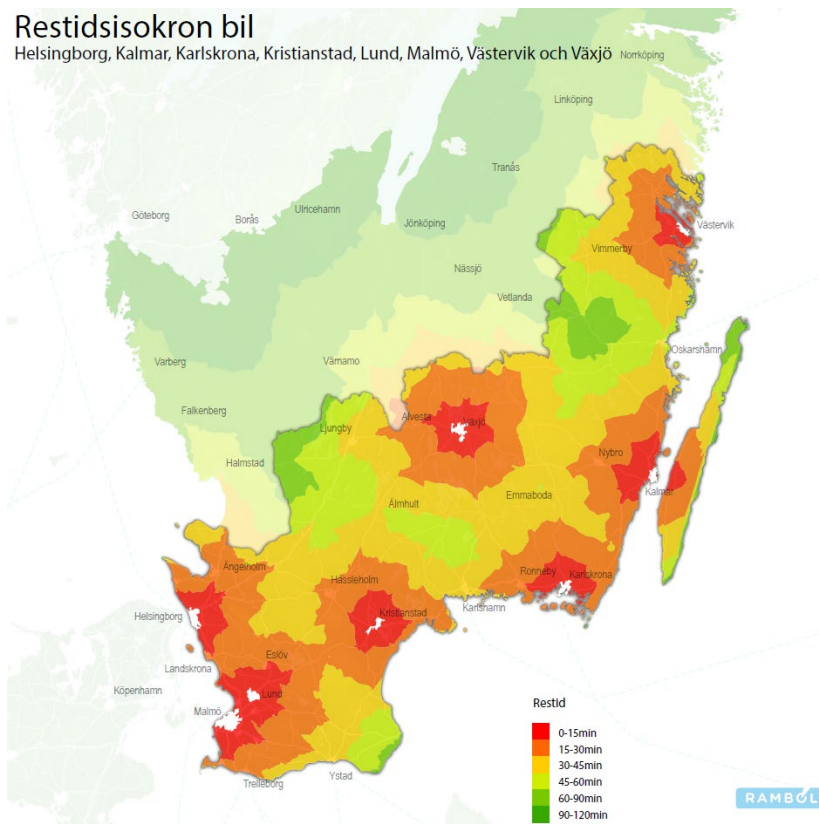 Restidsisokron bil
Helsingborg, Kalmar, Karlskrona, Kristianstad, Lund, Malmö, Västervik och Växjö
Norrköping
Linköping
Tranås
Ulricehamn
Göteborg
Borås
Jönköping
Västervik
Vimmerby
Nässjö
Vetlanda
Oskarshamn
Värnamo
Varberg
Falkenberg
Alvesta
Växjö
Ljungby
Nybro
Halmstad
Kalmar
Emmaboda
Älmhult
Ängelholm
Ronneby
Karlskrona
Hässleholm
Karlshamn
Kristianstad
Helsingborg
Eslöv
Landskrona
Köpenhamn
Lund
Malmö
Ystad
Trelleborg
Restid
0-15min
15-30min
30-45min
45-60min
60-90min
90-120min
RAMBOLL